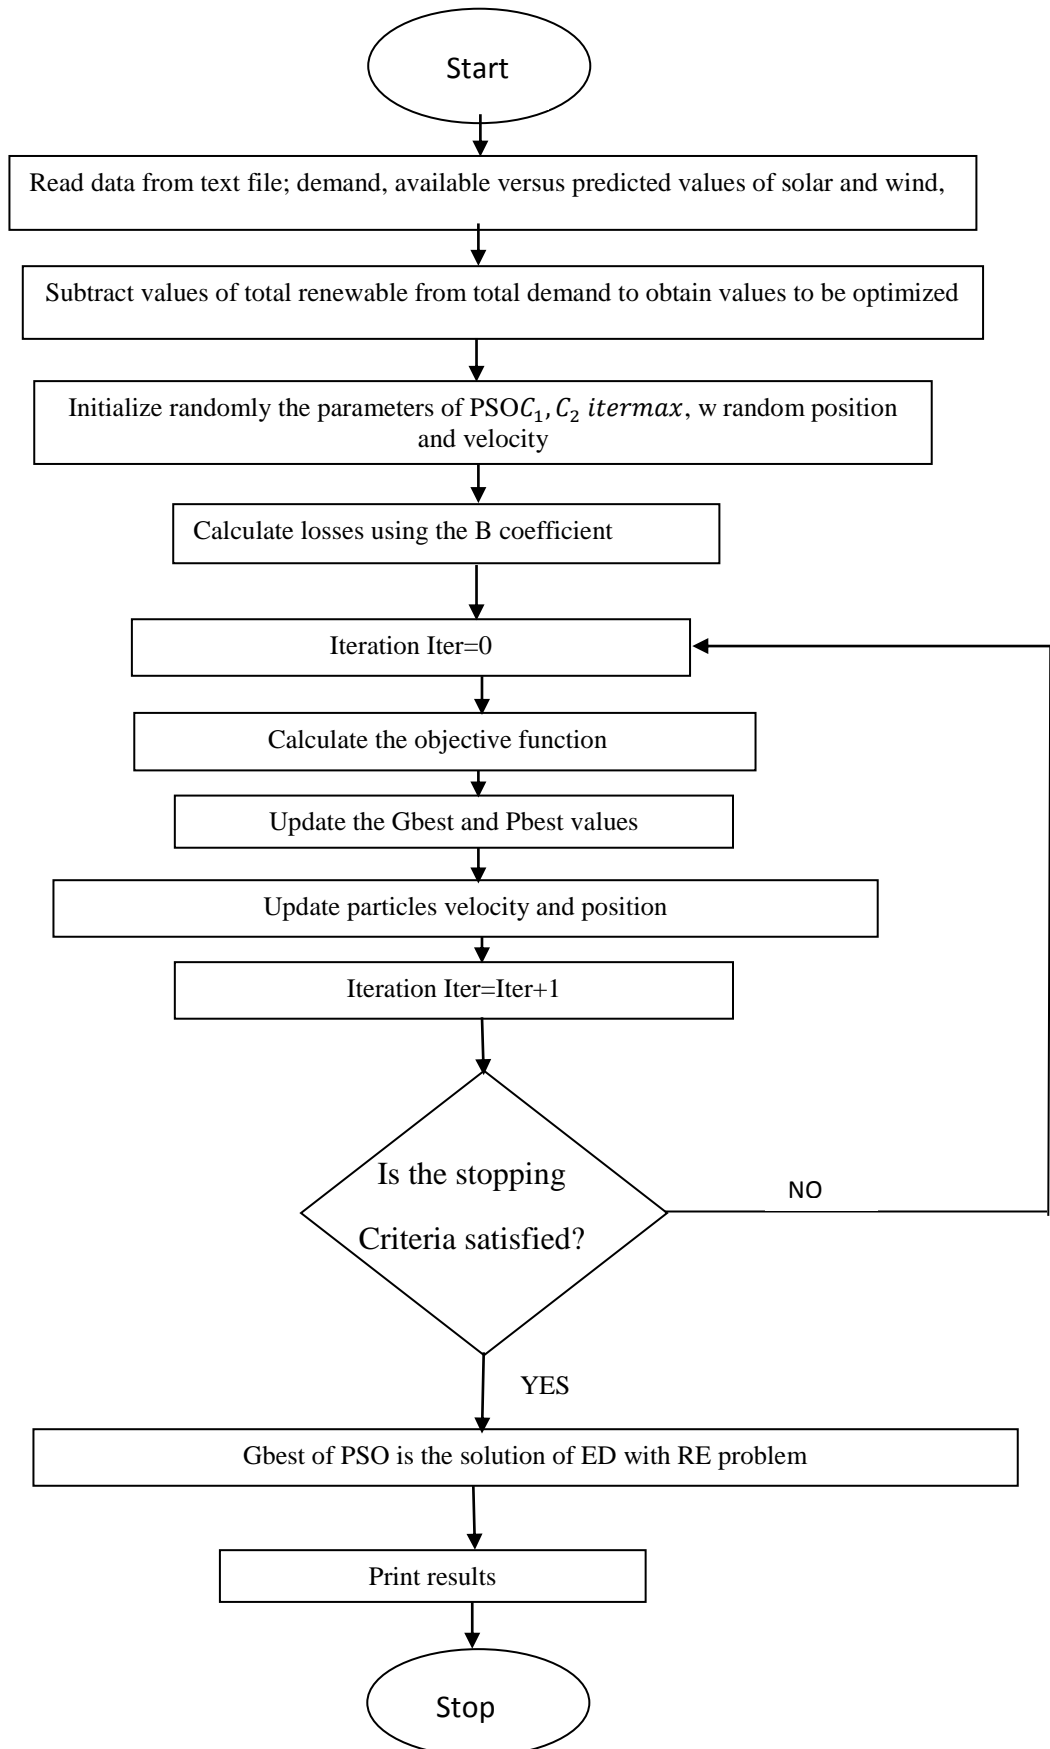 Start
Read data from text file; demand, available versus predicted values of solar and wind,
Subtract values of total renewable from total demand to obtain values to be optimized
Initialize randomly the parameters of PSO𝐶₁, 𝐶₂ 𝑖𝑡𝑒𝑟𝑚𝑎𝑥, w random position
and velocity
Calculate losses using the B coefficient
Iteration Iter=0
Calculate the objective function
Update the Gbest and Pbest values
Update particles velocity and position
Iteration Iter=Iter+1
Is the stopping
Criteria satisfied?
NO
YES
Gbest of PSO is the solution of ED with RE problem
Print results
Stop